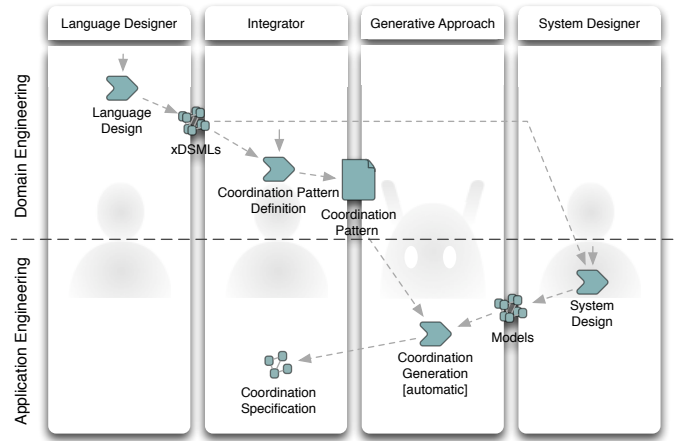 Language Designer
Integrator
Generative Approach
System Designer
Domain Engineering
Language
Design
xDSMLs
Coordination Pattern
Definition
Coordination
Pattern
Application Engineering
System
Design
Models
Coordination
Generation
[automatic]
Coordination
Specification